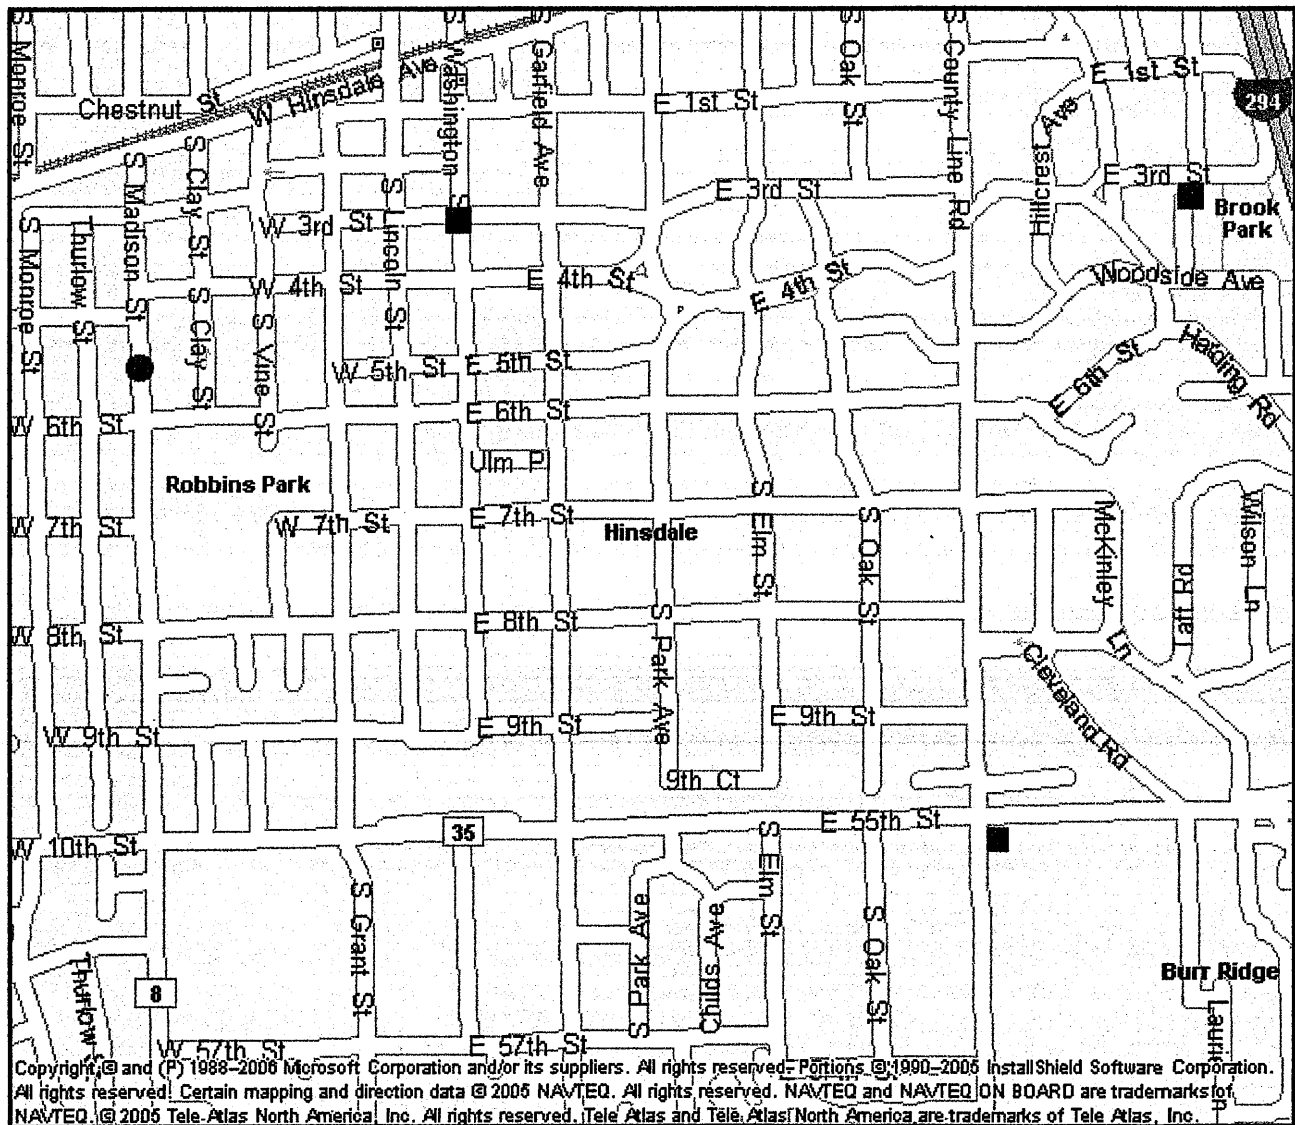 S Monroe St
Chestnut St
W Hinsdale Ave
S Washington St
S Garfield Ave
E 1st St
S Oak St
S County Line Rd
Hillcrest Ave
E 1st St
294
S Madison St
S Clay St
S Lincoln St
E 3rd St
E 3rd St
Brook
Park
S Monroe St
Thurlow St
W 3rd St
W 4th St
E 4th St
E 4th St
Woodside Ave
S Clay St
S Vine St
W 5th St
E 5th St
E 6th St
Harding Rd
W 6th St
E 6th St
Ulm Pl
Robbins Park
W 7th St
W 7th St
E 7th St
Hinsdale
S Elm St
S Oak St
McKinley Ln
Taft Rd
Wilson Ln
W 8th St
E 8th St
S Park Ave
Cleveland Rd
W 9th St
E 9th St
E 9th St
9th Ct
W 10th St
35
E 55th St
S Elm St
S Grant St
S Park Ave
Childs Ave
S Oak St
Burr Ridge
8
Thurlow S
Laurie Ln
W 57th St
E 57th St
Copyright © and (P) 1988–2006 Microsoft Corporation and/or its suppliers. All rights reserved. Portions © 1990–2005 InstallShield Software Corporation.
All rights reserved. Certain mapping and direction data © 2005 NAVTEQ. All rights reserved. NAVTEQ and NAVTEQ ON BOARD are trademarks of
NAVTEQ. © 2005 Tele Atlas North America, Inc. All rights reserved. Tele Atlas and Tele Atlas North America are trademarks of Tele Atlas, Inc.